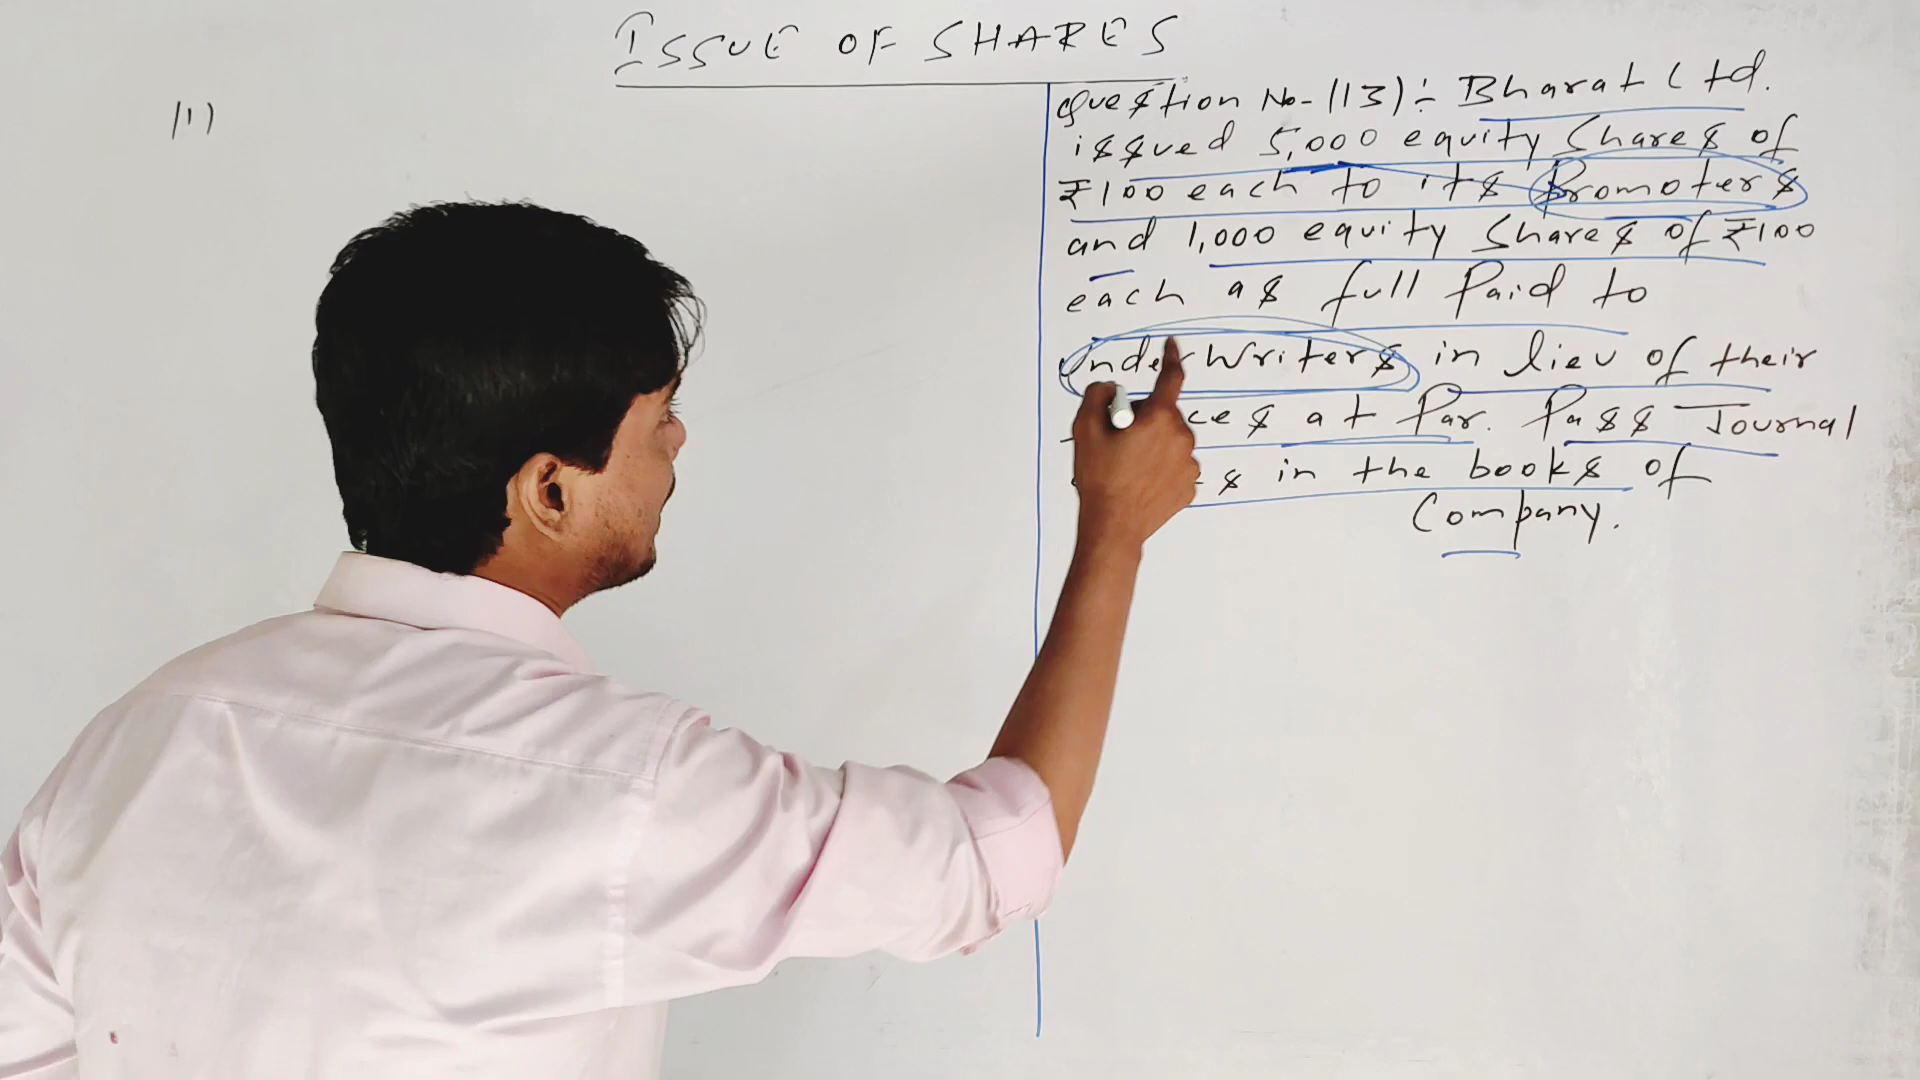 ISSUE OF SHARES
(1)
Question No-(13):- Bharat Ltd.
issued 5,000 equity Shares of
₹100 each to its Promoters
and 1,000 equity Shares of ₹100
each as full Paid to
UnderWriters in lieu of their
at Par. Pass Journal
in the books of
Company.